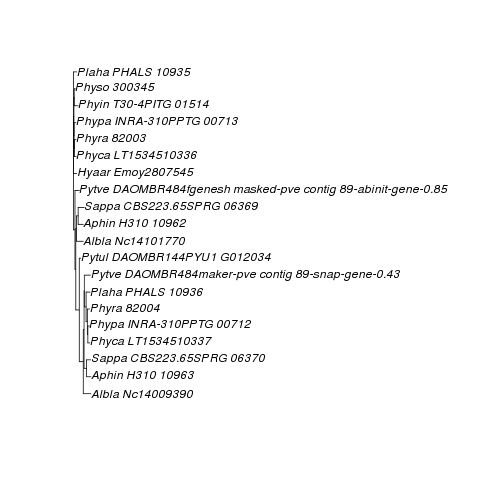 Plaha PHALS 10935
Physo 300345
Phyin T30-4PITG 01514
Phypa INRA-310PPTG 00713
Phyra 82003
Phyca LT1534510336
Hyaar Emoy2807545
Pytve DAOMBR484fgenesh masked-pve contig 89-abinit-gene-0.85
Sappa CBS223.65SPRG 06369
Aphin H310 10962
Albla Nc14101770
Pytul DAOMBR144PYU1 G012034
Pytve DAOMBR484maker-pve contig 89-snap-gene-0.43
Plaha PHALS 10936
Phyra 82004
Phypa INRA-310PPTG 00712
Phyca LT1534510337
Sappa CBS223.65SPRG 06370
Aphin H310 10963
Albla Nc14009390